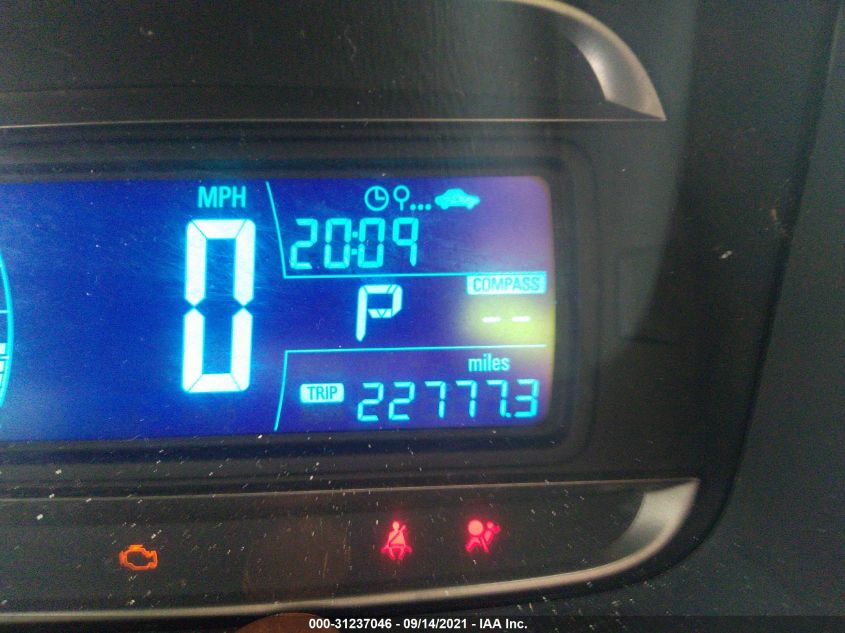 MPH
0
20:09
P
COMPASS
--
miles
TRIP 22777.3
000-31237046 - 09/14/2021 - IAA Inc.